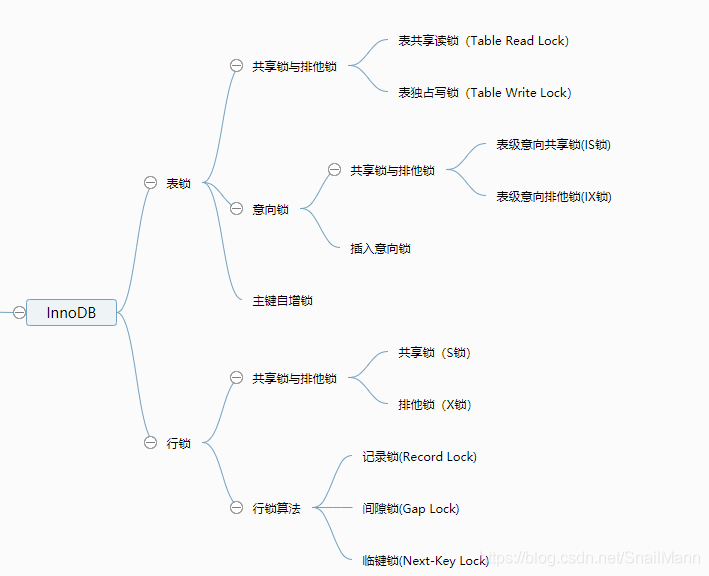 InnoDB
表锁
共享锁与排他锁
表共享读锁（Table Read Lock）
表独占写锁（Table Write Lock）
意向锁
共享锁与排他锁
表级意向共享锁(IS锁)
表级意向排他锁(IX锁)
插入意向锁
主键自增锁
行锁
共享锁与排他锁
共享锁（S锁）
排他锁（X锁）
行锁算法
记录锁(Record Lock)
间隙锁(Gap Lock)
临键锁(Next-Key Lock)
https://blog.csdn.net/SnailMann